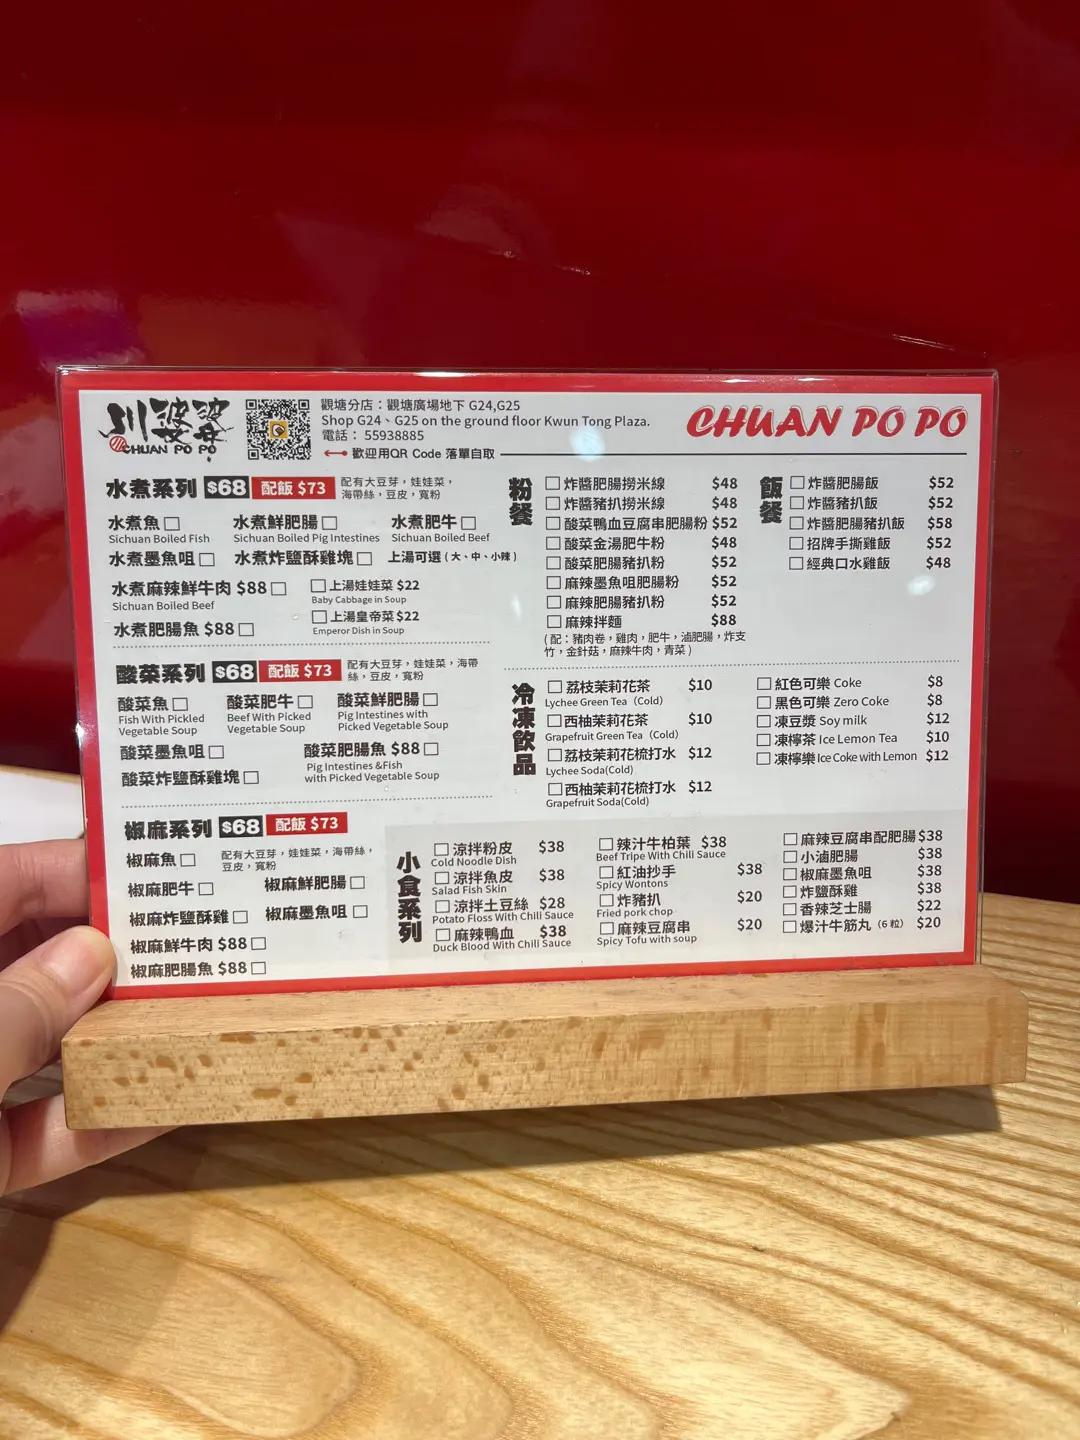 川婆婆
CHUAN PO PO
觀塘分店：觀塘廣場地下 G24,G25
Shop G24、G25 on the ground floor Kwun Tong Plaza.
電話： 55938885
歡迎用QR Code 落單自取
CHUAN PO PO
水煮系列 $68 配飯 $73
配有大豆芽，娃娃菜，
海帶絲，豆皮，寬粉
水煮魚 水煮鮮肥腸 水煮肥牛
Sichuan Boiled Fish Sichuan Boiled Pig Intestines Sichuan Boiled Beef
水煮墨魚咀 水煮炸鹽酥雞塊 上湯可選 ( 大、中、小辣 )
水煮麻辣鮮牛肉 $88 上湯娃娃菜 $22
Sichuan Boiled Beef Baby Cabbage in Soup
水煮肥腸魚 $88 上湯皇帝菜 $22
Emperor Dish in Soup
酸菜系列 $68 配飯 $73
配有大豆芽，娃娃菜，海帶
絲，豆皮，寬粉
酸菜魚 酸菜肥牛 酸菜鮮肥腸
Fish With Pickled Beef With Picked Pig Intestines with
Vegetable Soup Vegetable Soup Picked Vegetable Soup
酸菜墨魚咀 酸菜肥腸魚 $88
Pig Intestines &Fish
酸菜炸鹽酥雞塊 with Picked Vegetable Soup
椒麻系列 $68 配飯 $73
椒麻魚 配有大豆芽，娃娃菜，海帶絲，
豆皮，寬粉
椒麻肥牛 椒麻鮮肥腸
椒麻炸鹽酥雞 椒麻墨魚咀
椒麻鮮牛肉 $88
椒麻肥腸魚 $88
粉餐
炸醬肥腸撈米線 $48
炸醬豬扒撈米線 $48
酸菜鴨血豆腐串肥腸粉 $52
酸菜金湯肥牛粉 $48
酸菜肥腸豬扒粉 $52
麻辣墨魚咀肥腸粉 $52
麻辣肥腸豬扒粉 $52
麻辣拌麵 $88
( 配：豬肉卷，雞肉，肥牛，滷肥腸，炸支
竹，金針菇，麻辣牛肉，青菜 )
飯餐
炸醬肥腸飯 $52
炸醬豬扒飯 $52
炸醬肥腸豬扒飯 $58
招牌手撕雞飯 $52
經典口水雞飯 $48
冷凍飲品
荔枝茉莉花茶 $10
Lychee Green Tea（Cold)
西柚茉莉花茶 $10
Grapefruit Green Tea（Cold)
荔枝茉莉花梳打水 $12
Lychee Soda(Cold)
西柚茉莉花梳打水 $12
Grapefruit Soda(Cold)
紅色可樂 Coke $8
黑色可樂 Zero Coke $8
凍豆漿 Soy milk $12
凍檸茶 Ice Lemon Tea $10
凍檸樂 Ice Coke with Lemon $12
小食系列
涼拌粉皮 $38
Cold Noodle Dish
涼拌魚皮 $38
Salad Fish Skin
涼拌土豆絲 $28
Potato Floss With Chili Sauce
麻辣鴨血 $38
Duck Blood With Chili Sauce
辣汁牛柏葉 $38
Beef Tripe With Chili Sauce
紅油抄手 $38
Spicy Wontons
炸豬扒 $20
Fried pork chop
麻辣豆腐串 $20
Spicy Tofu with soup
麻辣豆腐串配肥腸 $38
小滷肥腸 $38
椒麻墨魚咀 $38
炸鹽酥雞 $38
香辣芝士腸 $22
爆汁牛筋丸（6 粒） $20